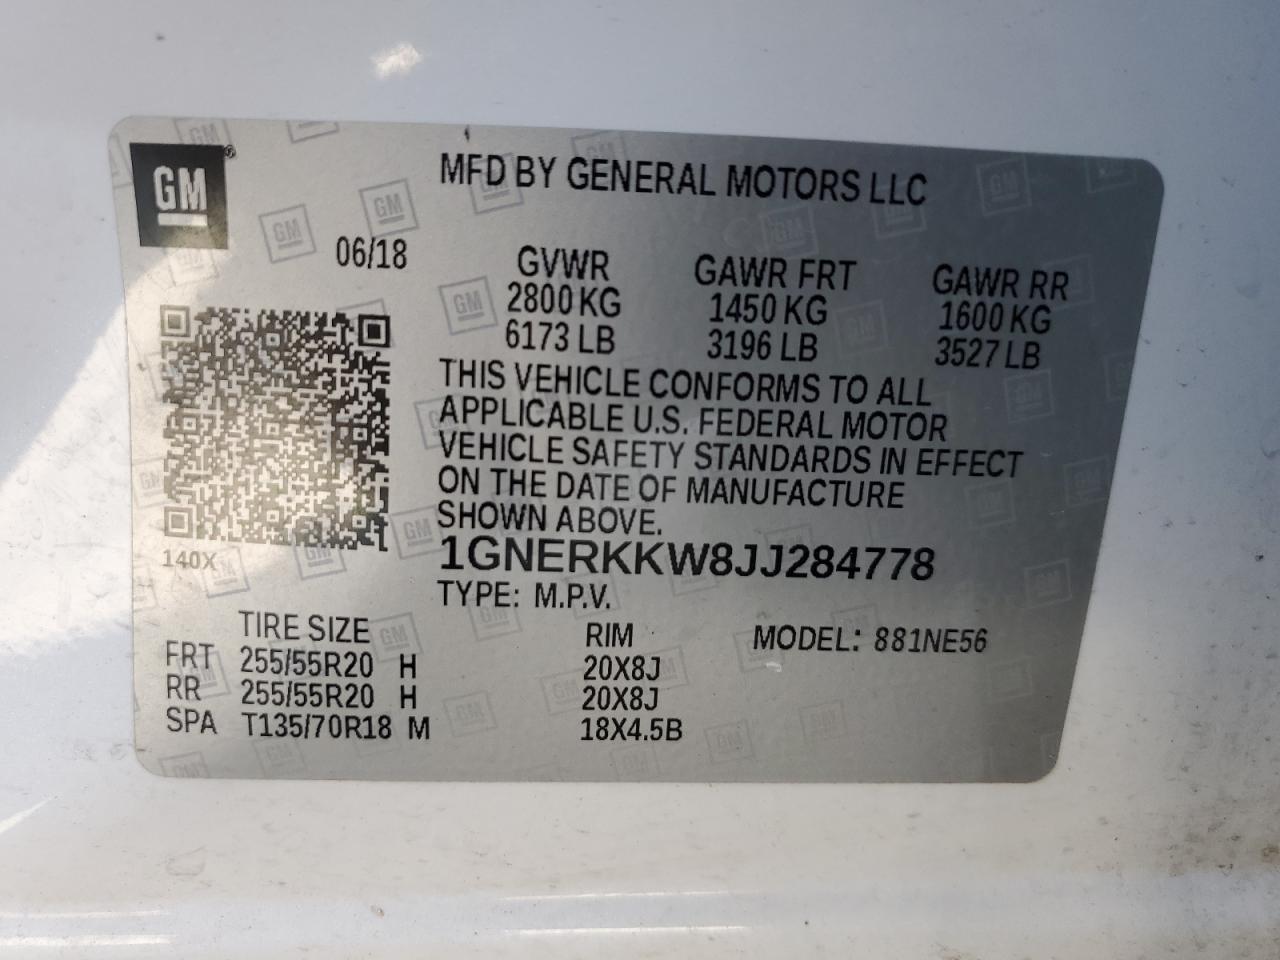 GM
MFD BY GENERAL MOTORS LLC
06/18
GVWR GAWR FRT GAWR RR
2800 KG 1450 KG 1600 KG
6173 LB 3196 LB 3527 LB
THIS VEHICLE CONFORMS TO ALL
APPLICABLE U.S. FEDERAL MOTOR
VEHICLE SAFETY STANDARDS IN EFFECT
ON THE DATE OF MANUFACTURE
SHOWN ABOVE.
140X
1GNERKKW8JJ284778
TYPE: M.P.V.
TIRE SIZE RIM MODEL: 881NE56
FRT 255/55R20 H 20X8J
RR 255/55R20 H 20X8J
SPA T135/70R18 M 18X4.5B